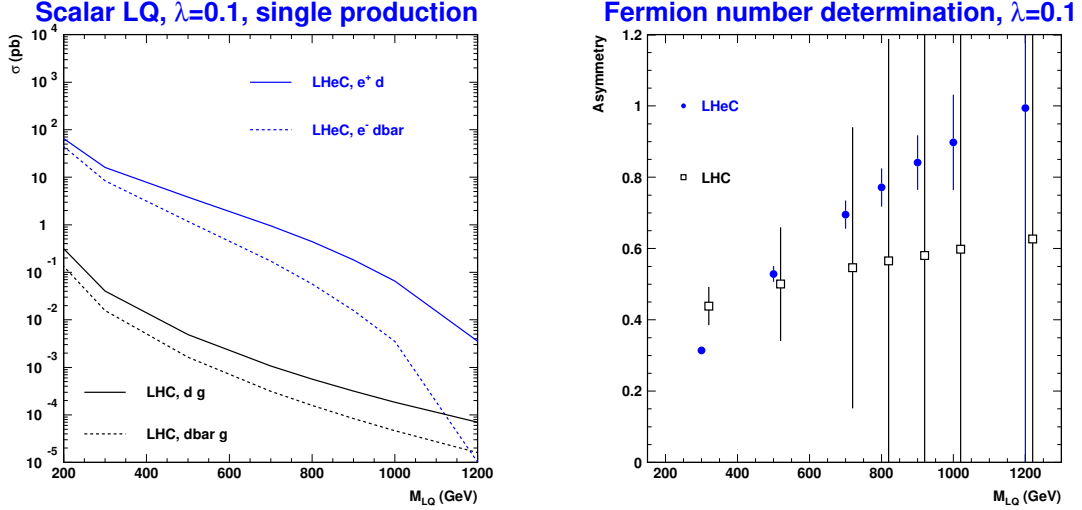 Scalar LQ, λ=0.1, single production
σ (pb)
10 4
10 3
10 2
10
1
10 -1
10 -2
10 -3
10 -4
10 -5
LHeC, e+ d
LHeC, e- dbar
LHC, d g
LHC, dbar g
200 400 600 800 1000 1200
MLQ (GeV)
Fermion number determination, λ=0.1
Asymmetry
1.2
1
0.8
0.6
0.4
0.2
0
LHeC
LHC
200 400 600 800 1000 1200
MLQ (GeV)